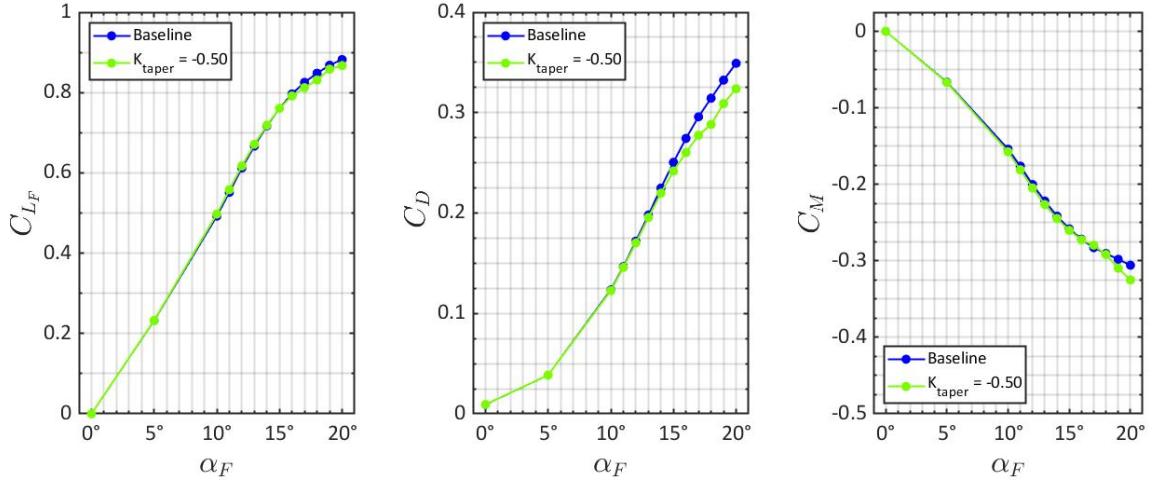 1
0.8
0.6
0.4
0.2
0
Baseline
K_taper = -0.50
C_{L_F}
0° 5° 10° 15° 20°
α_F
0.4
0.3
0.2
0.1
0
Baseline
K_taper = -0.50
C_D
0° 5° 10° 15° 20°
α_F
0
-0.1
-0.2
-0.3
-0.4
-0.5
Baseline
K_taper = -0.50
C_M
0° 5° 10° 15° 20°
α_F